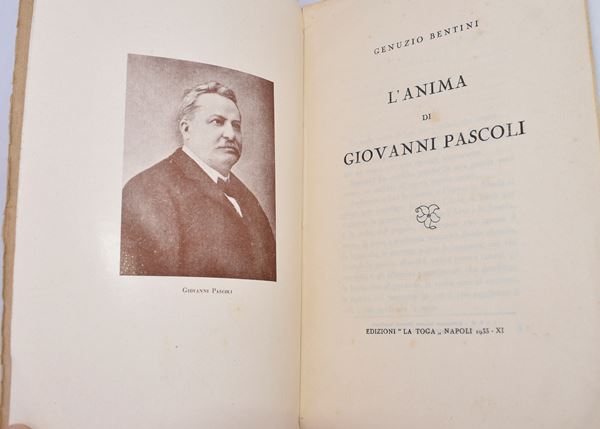 Giovanni Pascoli
GENUZIO BENTINI
L'ANIMA
DI
GIOVANNI PASCOLI
EDIZIONI " LA TOGA „ NAPOLI 1933 - XI